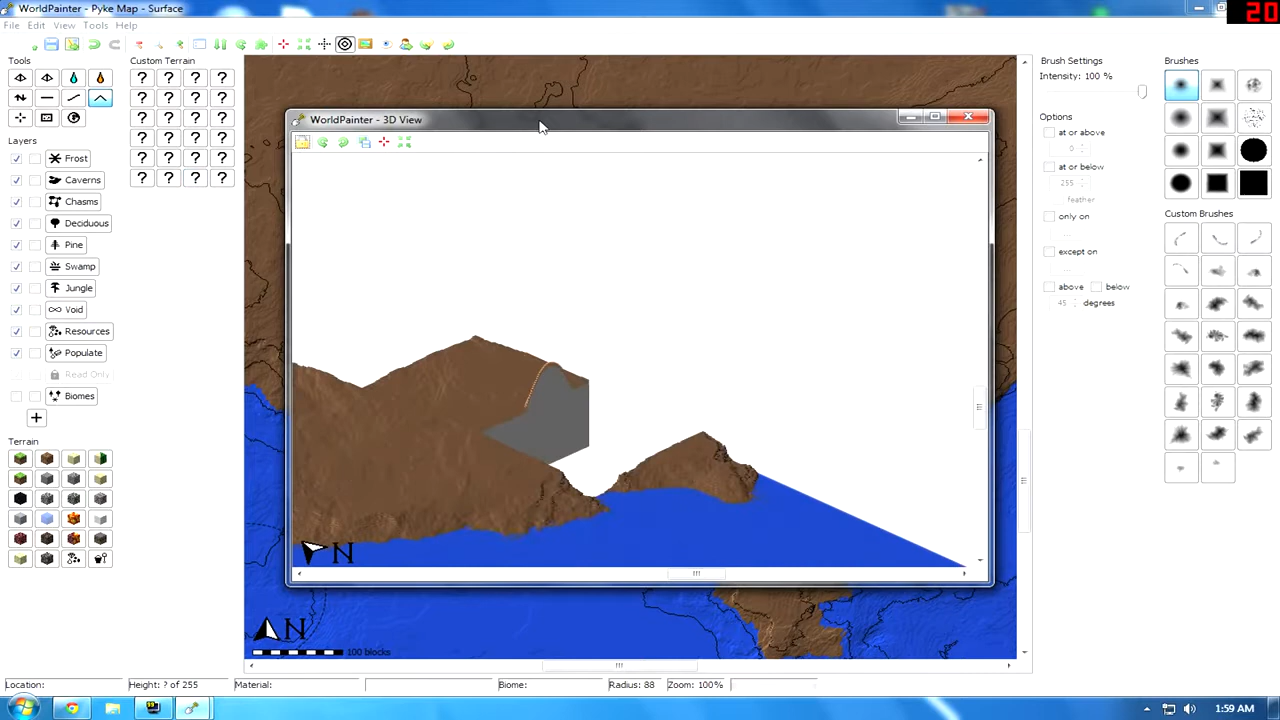 WorldPainter - Pyke Map - Surface
20
File Edit View Tools Help
Tools
Custom Terrain
? ? ? ?
? ? ? ?
? ? ? ?
? ? ? ?
? ? ? ?
? ? ? ?
Layers
Frost
Caverns
Chasms
Deciduous
Pine
Swamp
Jungle
Void
Resources
Populate
Read Only
Biomes
Terrain
WorldPainter - 3D View
N
N
100 blocks
Brush Settings
Intensity: 100 %
Options
at or above
0
at or below
255
feather
only on
...
except on
...
above below
45 degrees
Brushes
Custom Brushes
Location: Height: ? of 255 Material: Biome: Radius: 88 Zoom: 100%
1:59 AM